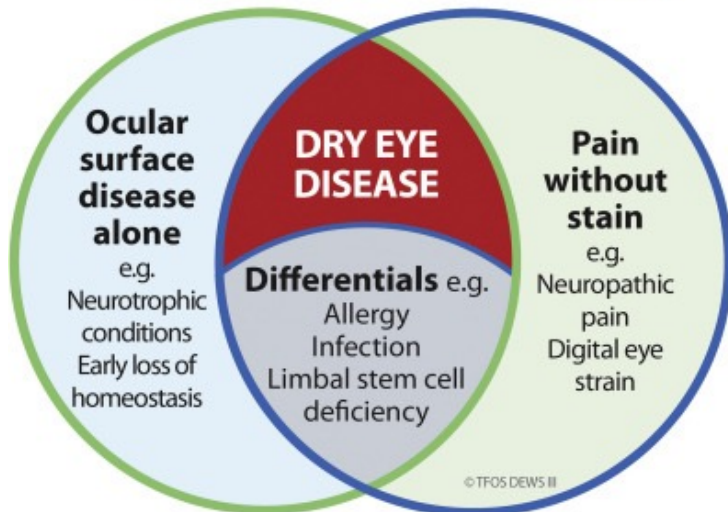 Ocular
surface
disease
alone
e.g.
Neurotrophic
conditions
Early loss of
homeostasis
DRY EYE
DISEASE
Differentials e.g.
Allergy
Infection
Limbal stem cell
deficiency
Pain
without
stain
e.g.
Neuropathic
pain
Digital eye
strain
© TFOS DEWS III